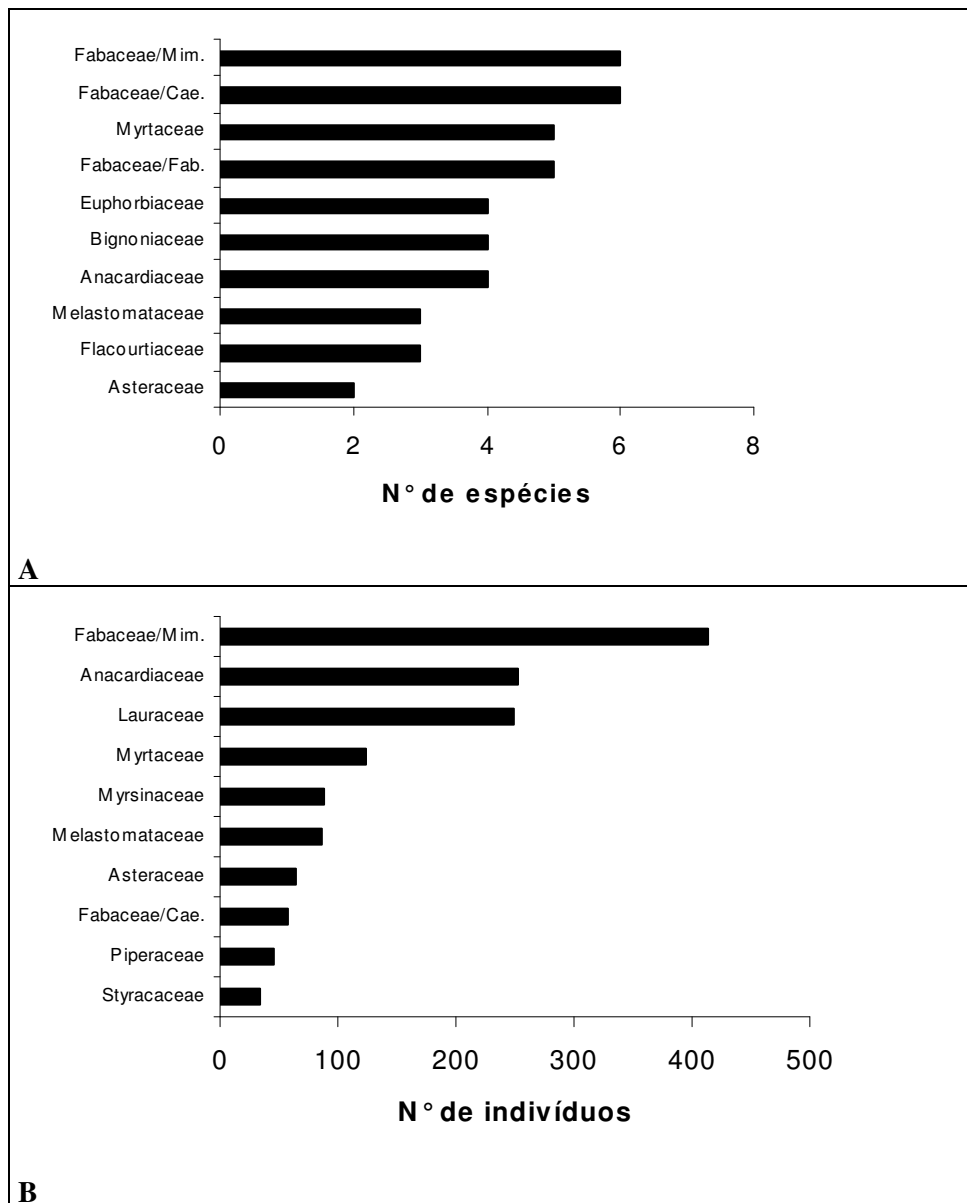 Fabaceae/Mim.
Fabaceae/Cae.
Myrtaceae
Fabaceae/Fab.
Euphorbiaceae
Bignoniaceae
Anacardiaceae
Melastomataceae
Flacourtiaceae
Asteraceae
0 2 4 6 8
N° de espécies
A
Fabaceae/Mim.
Anacardiaceae
Lauraceae
Myrtaceae
Myrsinaceae
Melastomataceae
Asteraceae
Fabaceae/Cae.
Piperaceae
Styracaceae
0 100 200 300 400 500
N° de indivíduos
B